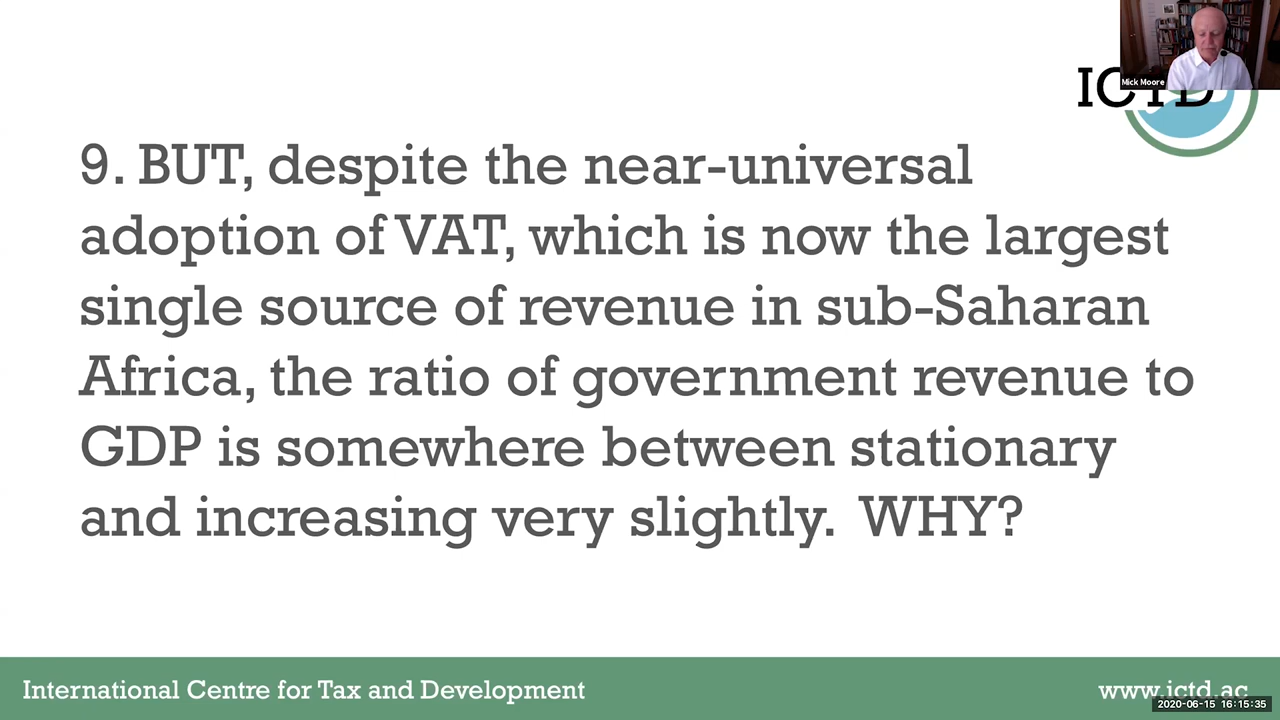 Mick Moore
ICTD
9. BUT, despite the near-universal
adoption of VAT, which is now the largest
single source of revenue in sub-Saharan
Africa, the ratio of government revenue to
GDP is somewhere between stationary
and increasing very slightly. WHY?
International Centre for Tax and Development
www.ictd.ac
2020-06-15 16:15:35